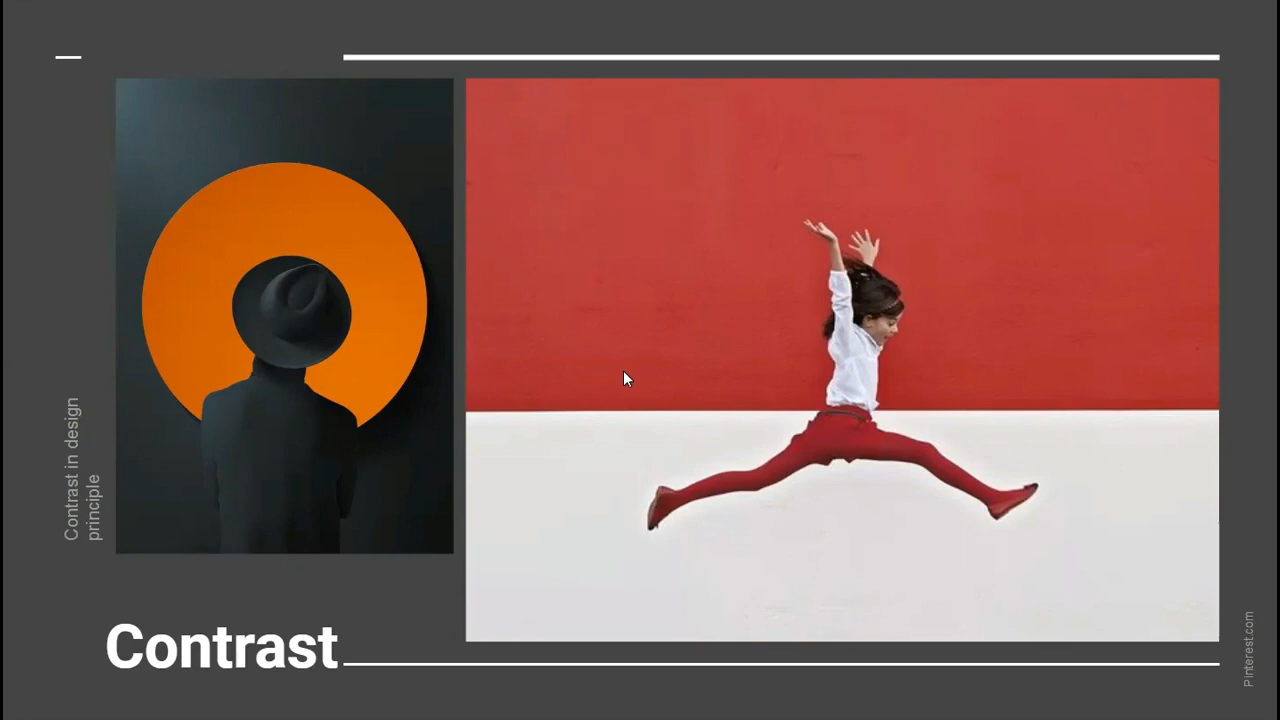 Contrast in design
principle
Contrast
Pinterest.com